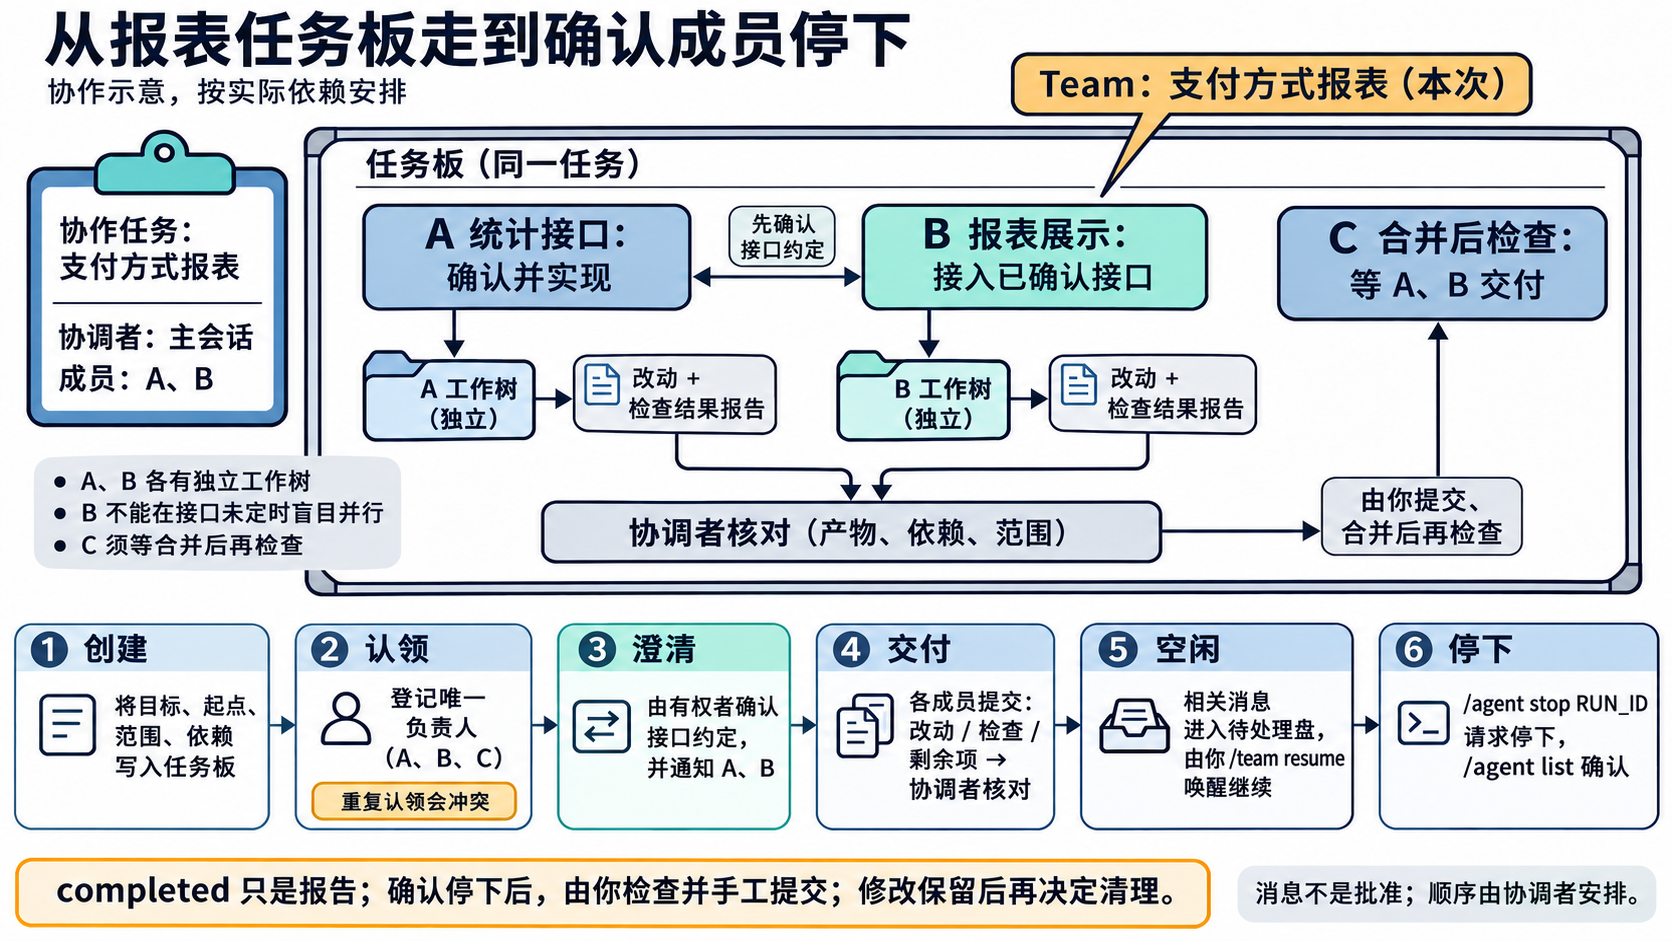 从报表任务板走到确认成员停下
协作示意，按实际依赖安排
Team：支付方式报表（本次）
协作任务：
支付方式报表
协调者：主会话
成员：A、B
任务板（同一任务）
A 统计接口：
确认并实现
先确认
接口约定
B 报表展示：
接入已确认接口
C 合并后检查：
等 A、B 交付
A 工作树
（独立）
改动 +
检查结果报告
B 工作树
（独立）
改动 +
检查结果报告
● A、B 各有独立工作树
● B 不能在接口未定时盲目并行
● C 须等合并后再检查
协调者核对（产物、依赖、范围）
由你提交、
合并后再检查
1 创建
将目标、起点、
范围、依赖
写入任务板
2 认领
登记唯一
负责人
（A、B、C）
重复认领会冲突
3 澄清
由有权者确认
接口约定，
并通知 A、B
4 交付
各成员提交：
改动 / 检查 /
剩余项 →
协调者核对
5 空闲
相关消息
进入待处理盘，
由你 /team resume
唤醒继续
6 停下
/agent stop RUN_ID
请求停下，
/agent list 确认
completed 只是报告；确认停下后，由你检查并手工提交；修改保留后再决定清理。
消息不是批准；顺序由协调者安排。